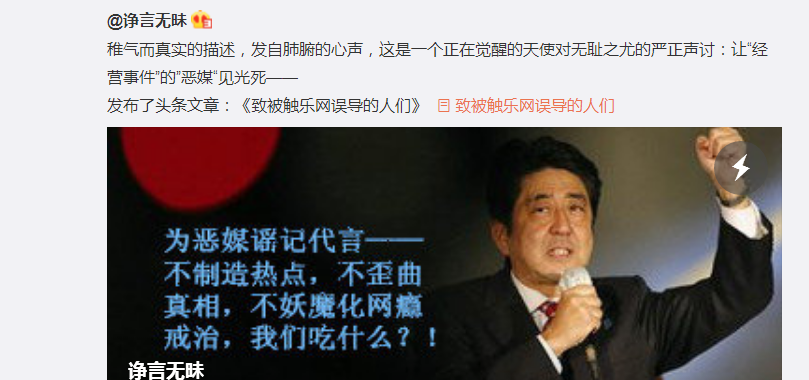 @诤言无昧
稚气而真实的描述，发自肺腑的心声，这是一个正在觉醒的天使对无耻之尤的严正声讨：让“经
营事件”的”恶媒“见光死——
发布了头条文章：《致被触乐网误导的人们》 致被触乐网误导的人们
为恶媒谣记代言——
不制造热点，不歪曲
真相，不妖魔化网瘾
戒治，我们吃什么？！
诤言无昧